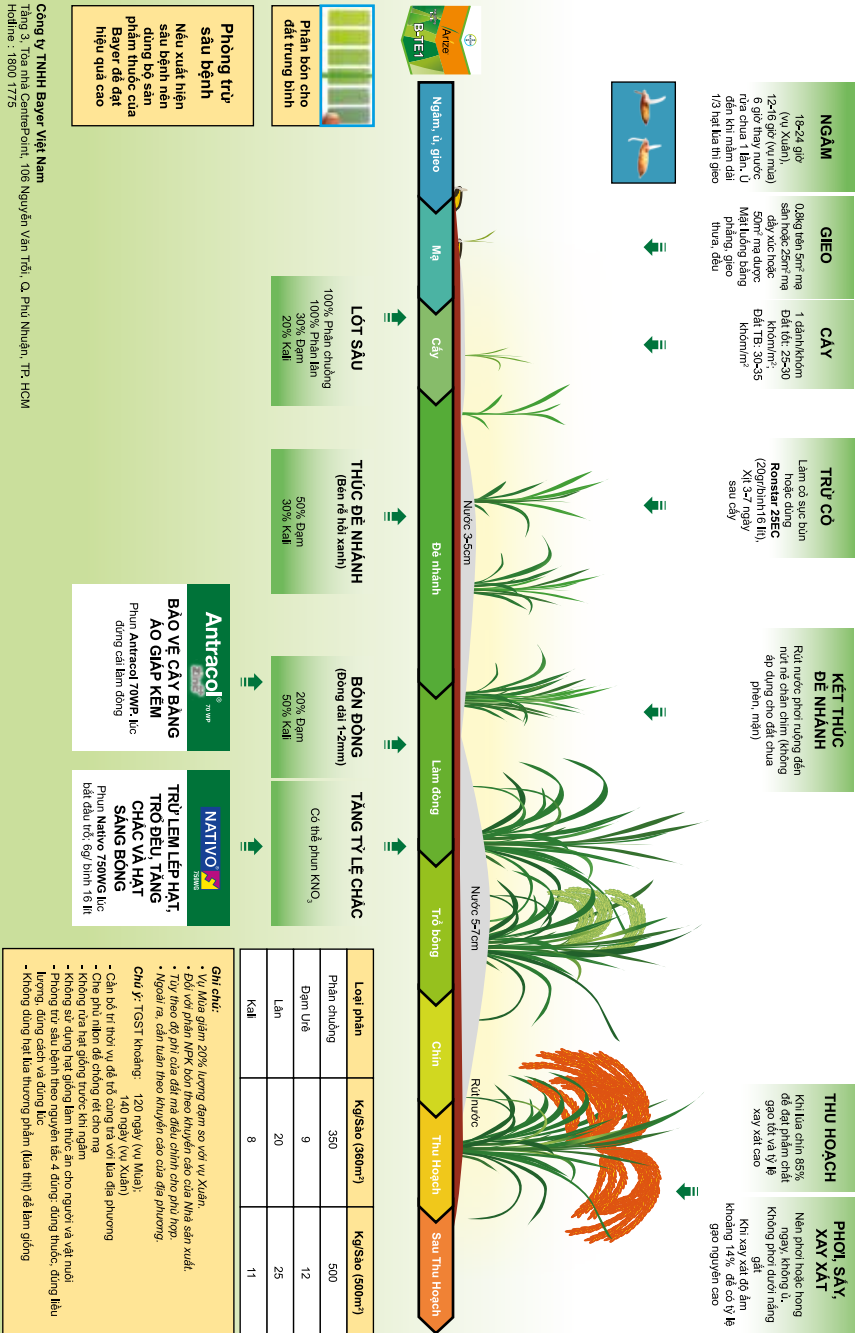 NGÂM
18-24 giờ
(vụ Xuân),
12-16 giờ (vụ mùa)
6 giờ thay nước
rửa chua 1 lần. Ủ
đến khi mầm dài
1/3 hạt lúa thì gieo
GIEO
0,8kg trên 5m² mạ
sân hoặc 25m² mạ
dầy xúc hoặc
50m² mạ dược
Mặt luống bằng
phẳng, gieo
thưa, đều
CẤY
1 dảnh/khóm
Đất tốt: 25-30
khóm/m²;
Đất TB: 30-35
khóm/m²
TRỪ CỎ
Làm cỏ sục bùn
hoặc dùng
Ronstar 25EC
(20gr/bình16 lít),
Xịt 3-7 ngày
sau cấy
KẾT THÚC
ĐẺ NHÁNH
Rút nước phơi ruộng đến
nứt nẻ chân chim (không
áp dụng cho đất chua
phèn, mặn)
THU HOẠCH
Khi lúa chín 85%
để đạt phẩm chất
gạo tốt và tỷ lệ
xay xát cao
PHƠI, SẤY,
XAY XÁT
Nên phơi hoặc hong
ngay, không ủ.
Không phơi dưới nắng
gắt
Khi xay xát độ ẩm
khoảng 14% để có tỷ lệ
gạo nguyên cao
Nước 3-5cm
Nước 5-7cm
Rút nước
Arize
B-TE1
Ngâm, ủ, gieo
Mạ
Cấy
Đẻ nhánh
Làm đòng
Trổ bông
Chín
Thu Hoạch
Sau Thu Hoạch
Phân bón cho
đất trung bình
LÓT SÂU
100% Phân chuồng
100% Phân lân
30% Đạm
20% Kali
THÚC ĐẺ NHÁNH
(Bén rễ hồi xanh)
50% Đạm
30% Kali
BÓN ĐÒNG
(Đòng dài 1-2mm)
20% Đạm
50% Kali
TĂNG TỶ LỆ CHẮC
Có thể phun KNO₃
Phòng trừ
sâu bệnh
Nếu xuất hiện
sâu bệnh nên
dùng bộ sản
phẩm thuốc của
Bayer để đạt
hiệu quả cao
Antracol® 70 WP
BẢO VỆ CÂY BẰNG
ÁO GIÁP KẼM
Phun Antracol 70WP, lúc
đứng cái làm đòng
NATIVO® 750WG
TRỪ LEM LÉP HẠT,
TRỔ ĐỀU, TĂNG
CHẮC VÀ HẠT
SÁNG BÓNG
Phun Nativo 750WG lúc
bắt đầu trổ; 6g/ bình 16 lít
Loại phân Kg/Sào (360m²) Kg/Sào (500m²)
Phân chuồng 350 500
Đạm Urê 9 12
Lân 20 25
Kali 8 11
Ghi chú:
• Vụ Mùa giảm 20% lượng đạm so với vụ Xuân.
• Đối với phân NPK bón theo khuyến cáo của Nhà sản xuất.
• Tùy theo độ phì của đất mà điều chỉnh cho phù hợp.
• Ngoài ra, cần tuân theo khuyến cáo của địa phương.
Chú ý: TGST khoảng: 120 ngày (vụ Mùa);
140 ngày (vụ Xuân)
- Cần bố trí thời vụ để trổ cùng trà với lúa địa phương
- Che phủ nilon để chống rét cho mạ
- Không rửa hạt giống trước khi ngâm
- Không sử dụng hạt giống làm thức ăn cho người và vật nuôi
- Phòng trừ sâu bệnh theo nguyên tắc 4 đúng: đúng thuốc, đúng liều
lượng, đúng cách và đúng lúc
- Không dùng hạt lúa thương phẩm (lúa thịt) để làm giống
Công ty TNHH Bayer Việt Nam
Tầng 3, Tòa nhà CentrePoint, 106 Nguyễn Văn Trỗi, Q. Phú Nhuận, TP. HCM
Hotline : 1800 1775